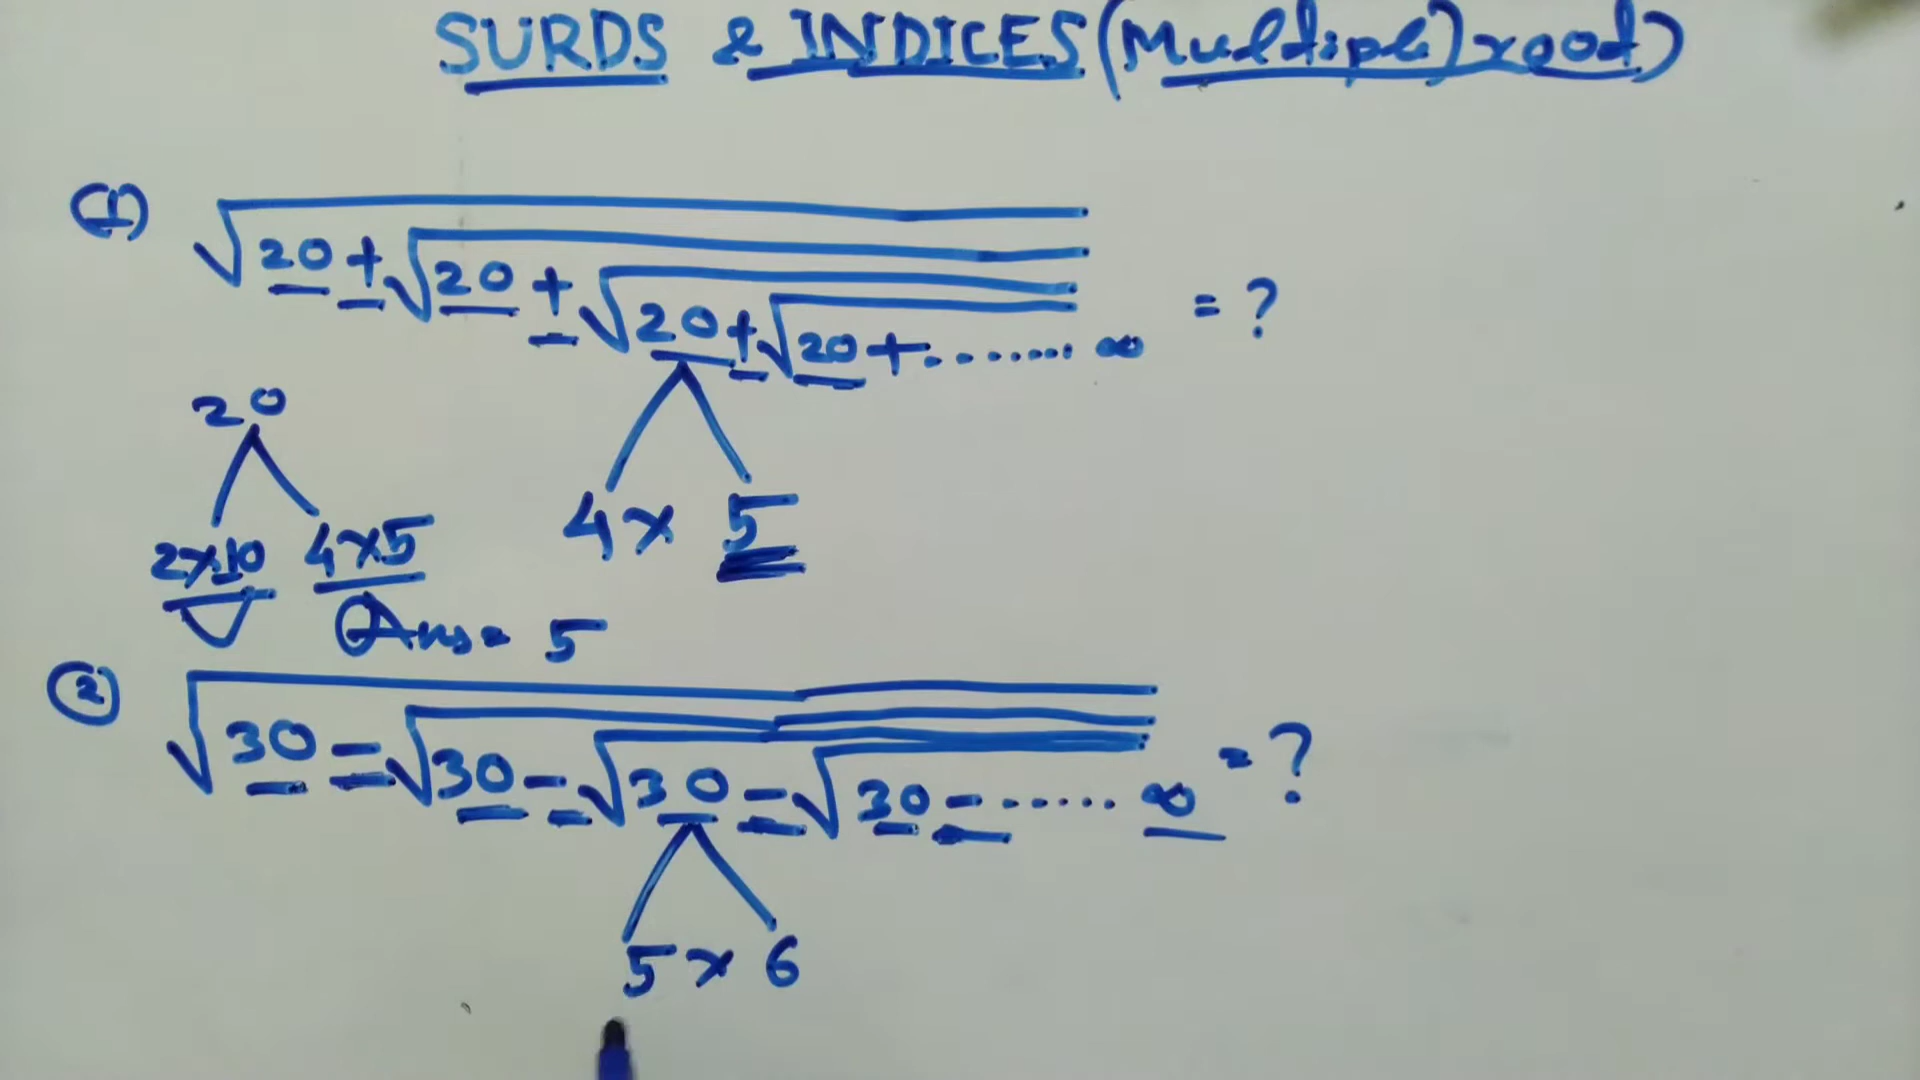 SURDS & INDICES (Multiple root)
(1) √20+√20+√20+√20+....... ∞ = ?
20
2×10 4×5
4 × 5
Ans = 5
(2) √30-√30-√30-√30-...... ∞ = ?
5 × 6